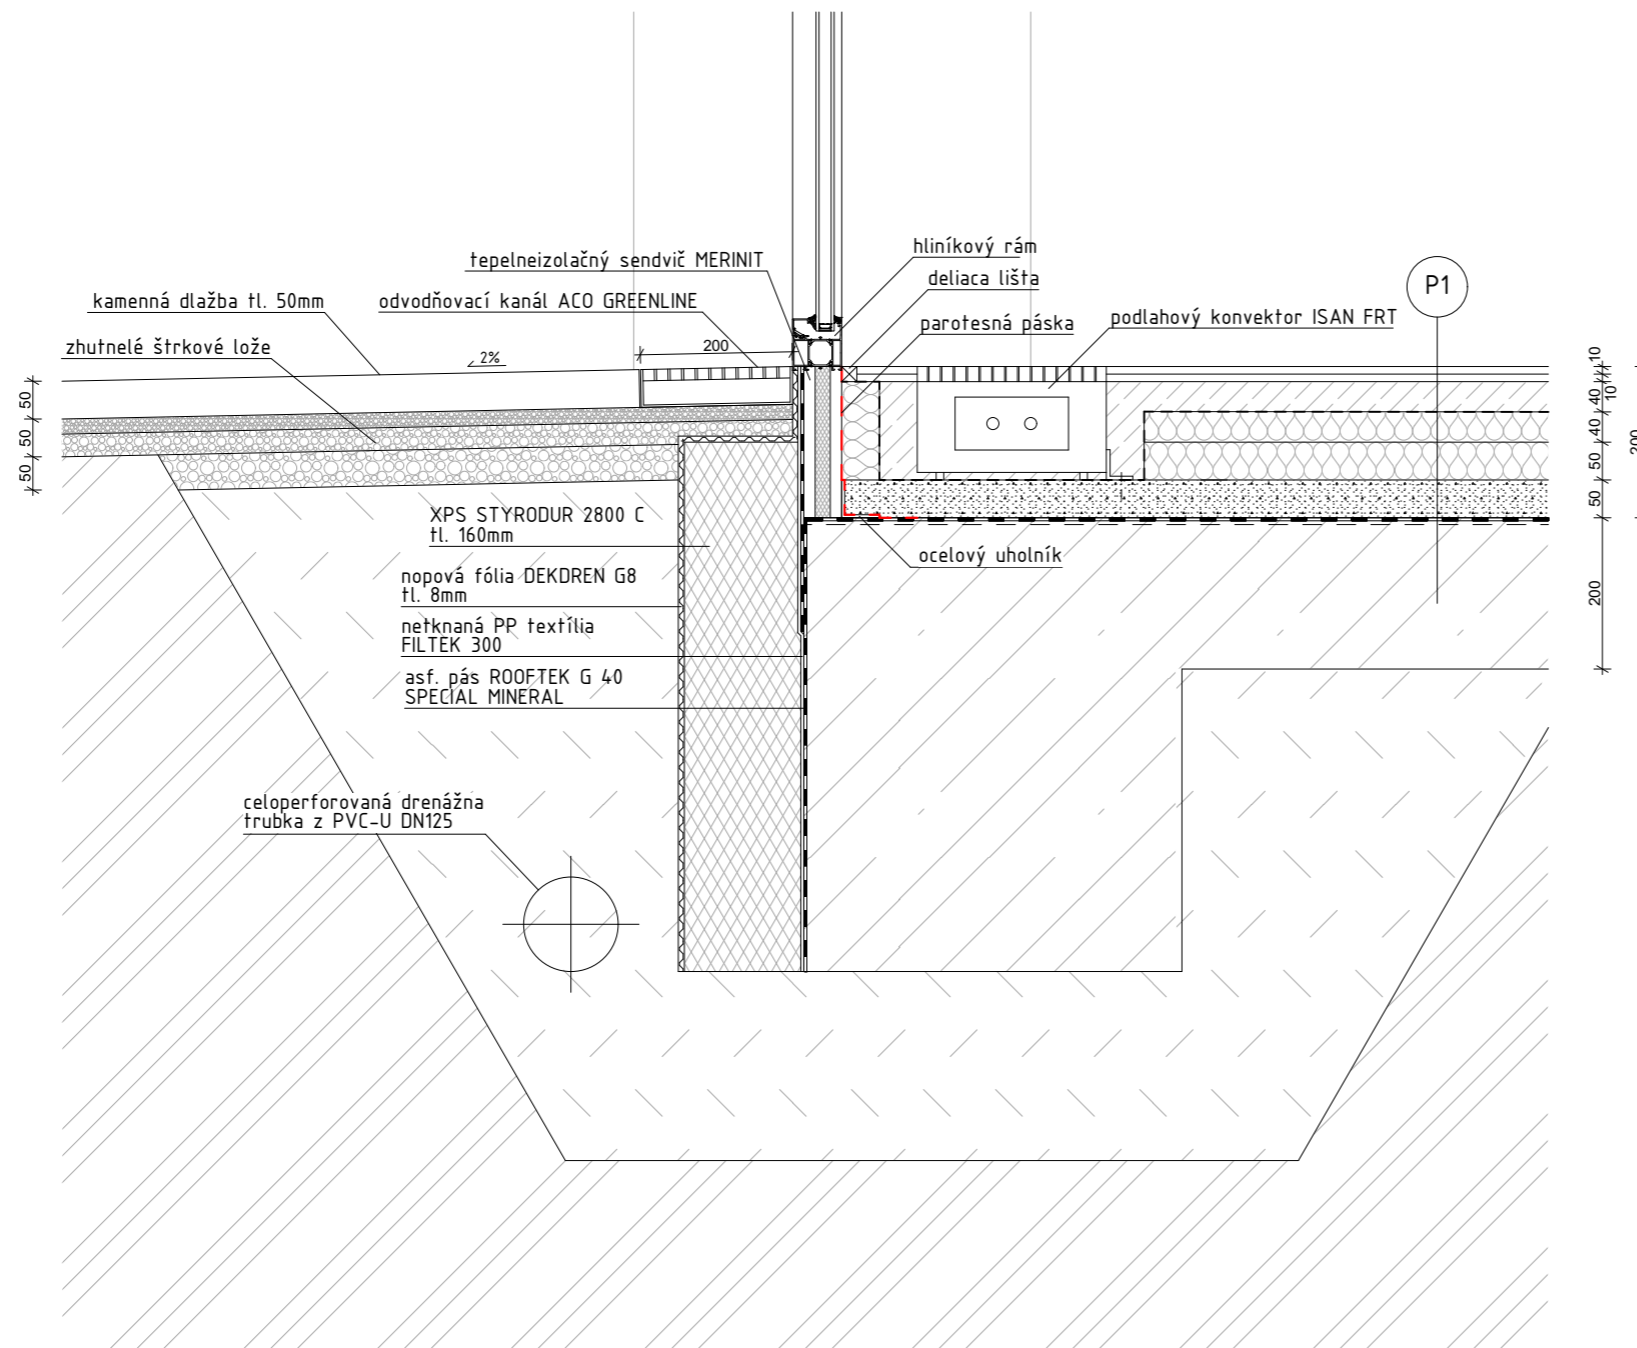 hliníkový rám
tepelneizolačný sendvič MERINIT
deliaca lišta
P1
kamenná dlažba tl. 50mm
odvodňovací kanál ACO GREENLINE
parotesná páska
podlahový konvektor ISAN FRT
zhutnelé štrkové lože
2%
200
10
10
40
40
50
50
200
200
50
50
50
XPS STYRODUR 2800 C
tl. 160mm
ocelový uholník
nopová fólia DEKDREN G8
tl. 8mm
netknaná PP textília
FILTEK 300
asf. pás ROOFTEK G 40
SPECIAL MINERAL
celoperforovaná drenážna
trubka z PVC-U DN125